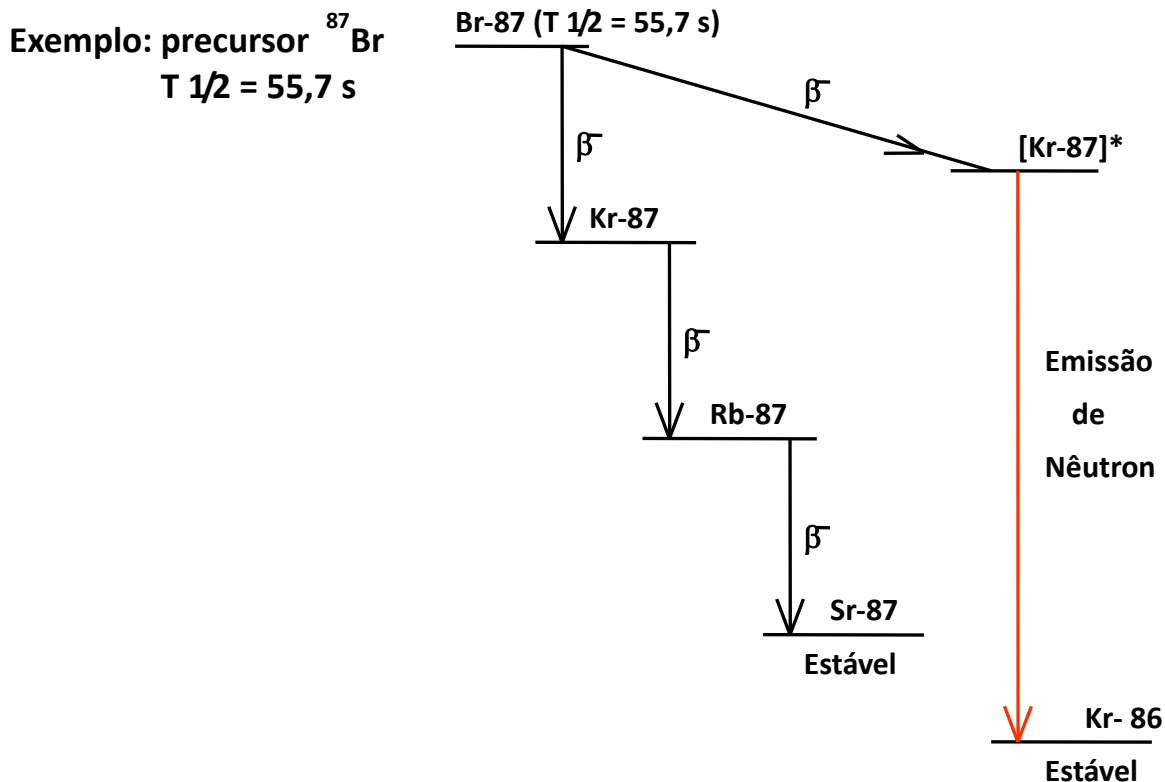 Exemplo: precursor ⁸⁷Br
T 1/2 = 55,7 s
Br-87 (T 1/2 = 55,7 s)
β⁻
β⁻
[Kr-87]*
Kr-87
β⁻
Emissão
de
Nêutron
Rb-87
β⁻
Sr-87
Estável
Kr- 86
Estável